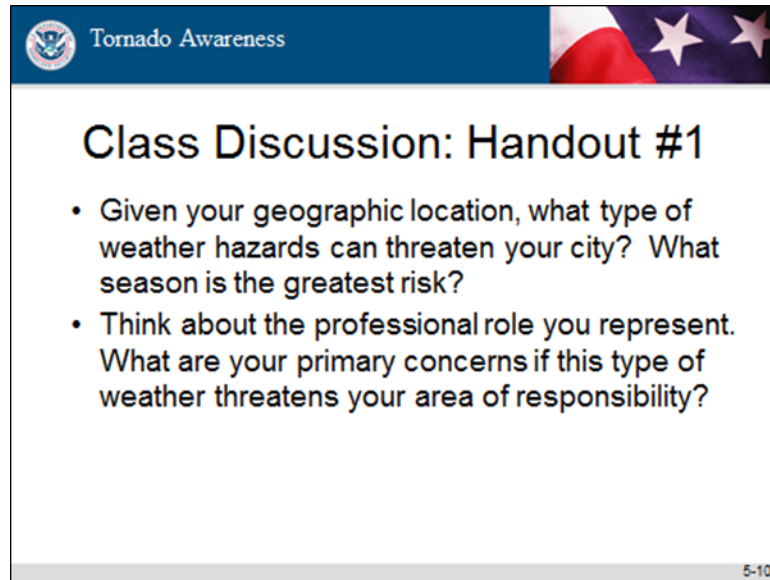 Tornado Awareness
Class Discussion: Handout #1
• Given your geographic location, what type of
weather hazards can threaten your city?  What
season is the greatest risk?
• Think about the professional role you represent.
What are your primary concerns if this type of
weather threatens your area of responsibility?
5-10